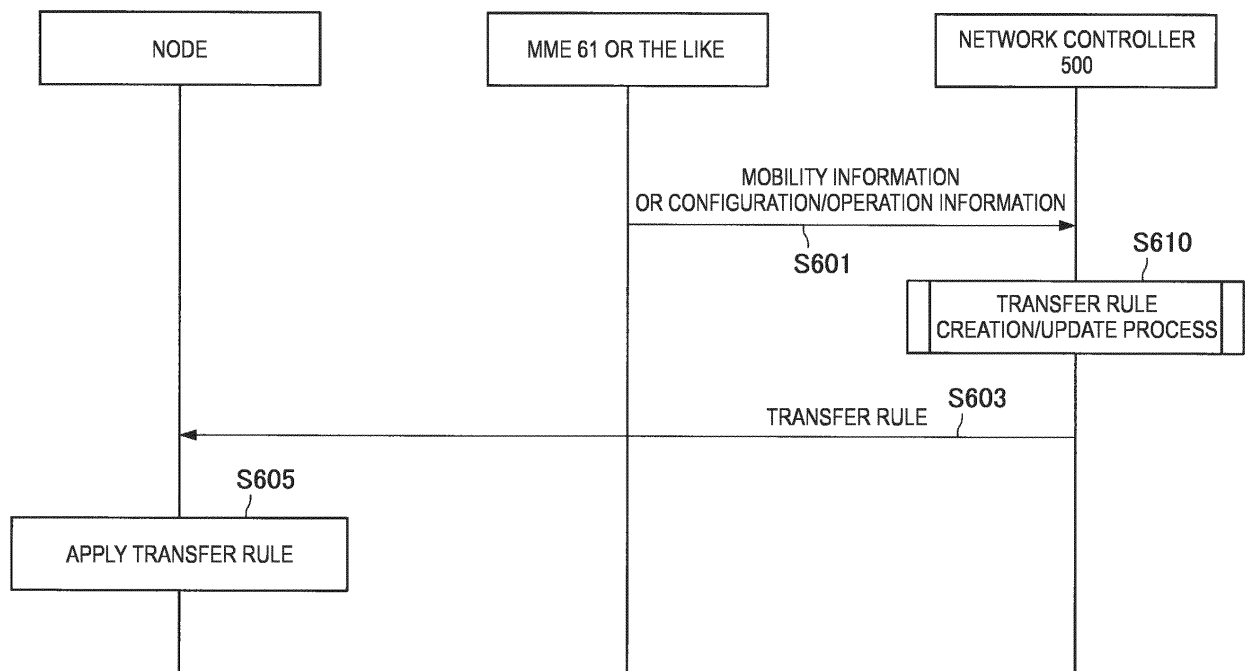 NODE
MME 61 OR THE LIKE
NETWORK CONTROLLER
500
MOBILITY INFORMATION
OR CONFIGURATION/OPERATION INFORMATION
S601
S610
TRANSFER RULE
CREATION/UPDATE PROCESS
S603
TRANSFER RULE
S605
APPLY TRANSFER RULE